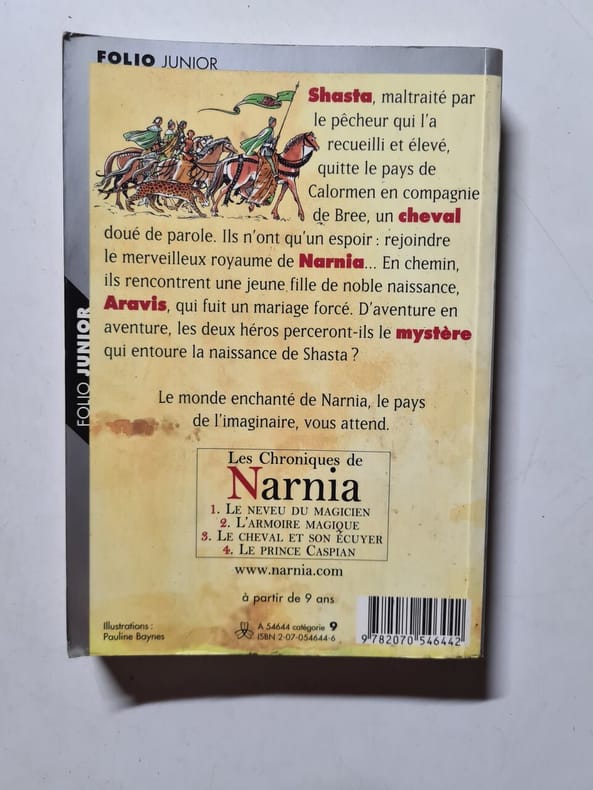 FOLIO JUNIOR
Shasta, maltraité par
le pêcheur qui l'a
recueilli et élevé,
quitte le pays de
Calormen en compagnie
de Bree, un cheval
doué de parole. Ils n'ont qu'un espoir : rejoindre
le merveilleux royaume de Narnia... En chemin,
ils rencontrent une jeune fille de noble naissance,
Aravis, qui fuit un mariage forcé. D'aventure en
aventure, les deux héros perceront-ils le mystère
qui entoure la naissance de Shasta ?
FOLIO JUNIOR
Le monde enchanté de Narnia, le pays
de l'imaginaire, vous attend.
Les Chroniques de
Narnia
1. LE NEVEU DU MAGICIEN
2. L'ARMOIRE MAGIQUE
3. LE CHEVAL ET SON ÉCUYER
4. LE PRINCE CASPIAN
www.narnia.com
à partir de 9 ans
Illustrations :
Pauline Baynes
A 54644 catégorie 9
ISBN 2-07-054644-6
9 782070 546442